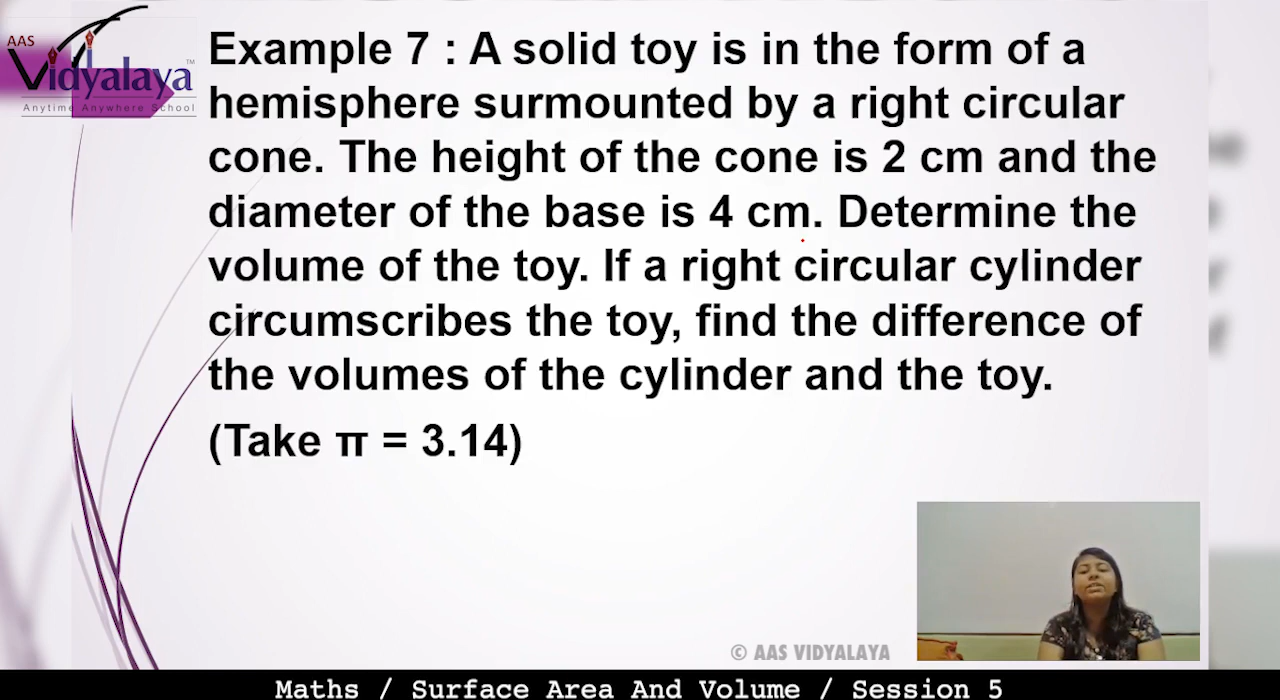 AAS
Vidyalaya™
Anytime Anywhere School
Example 7 : A solid toy is in the form of a
hemisphere surmounted by a right circular
cone. The height of the cone is 2 cm and the
diameter of the base is 4 cm. Determine the
volume of the toy. If a right circular cylinder
circumscribes the toy, find the difference of
the volumes of the cylinder and the toy.
(Take π = 3.14)
© AAS VIDYALAYA
Maths / Surface Area And Volume / Session 5